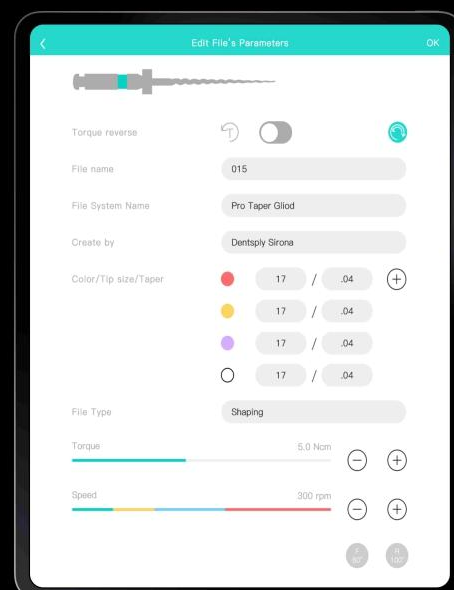 Edit File's Parameters OK
Torque reverse T
File name 015
File System Name Pro Taper Gliod
Create by Dentsply Sirona
Color/Tip size/Taper 17 / .04
17 / .04
17 / .04
17 / .04
File Type Shaping
Torque 5.0 Ncm
Speed 300 rpm
F R